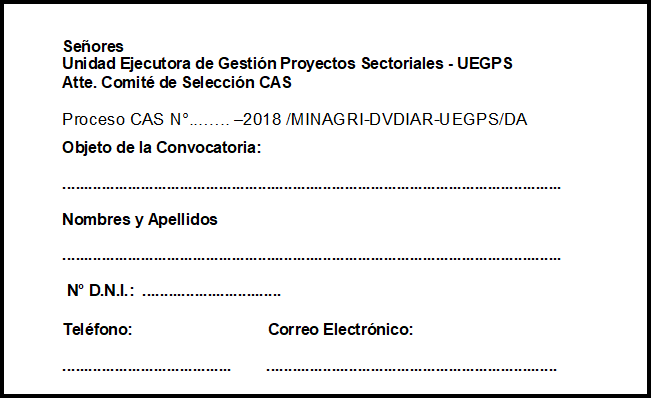 Señores
Unidad Ejecutora de Gestión Proyectos Sectoriales - UEGPS
Atte. Comité de Selección CAS
Proceso CAS N°........ –2018 /MINAGRI-DVDIAR-UEGPS/DA
Objeto de la Convocatoria:
....................................................................................................................
Nombres y Apellidos
....................................................................................................................
N° D.N.I.: ................................
Teléfono: Correo Electrónico:
....................................... ...................................................................